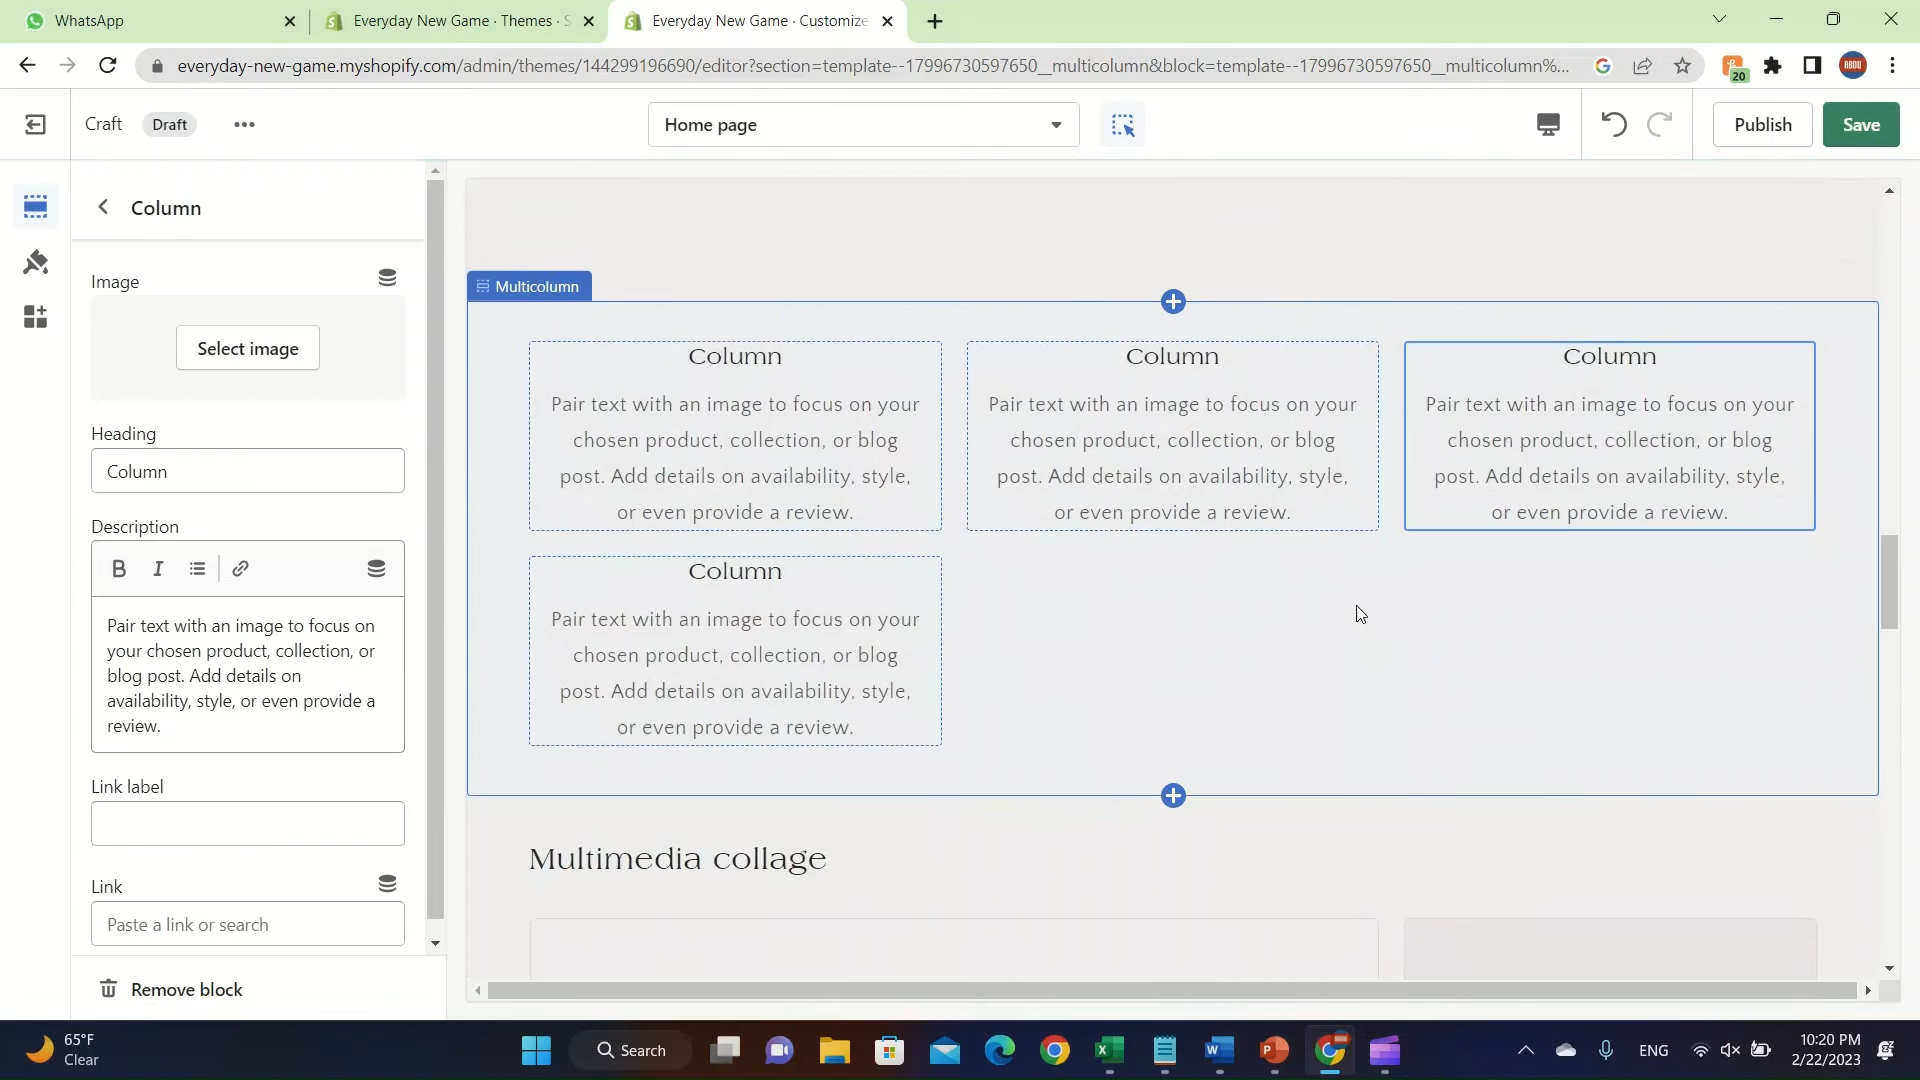 WhatsApp
Everyday New Game · Themes · S
Everyday New Game · Customize
everyday-new-game.myshopify.com/admin/themes/144299196690/editor?section=template--17996730597650__multicolumn&block=template--17996730597650__multicolumn%...
20
ABDU
Craft
Draft
Home page
Publish
Save
Column
Image
Select image
Heading
Column
Description
B I
Pair text with an image to focus on
your chosen product, collection, or
blog post. Add details on
availability, style, or even provide a
review.
Link label
Link
Paste a link or search
Remove block
Multicolumn
Column
Pair text with an image to focus on your
chosen product, collection, or blog
post. Add details on availability, style,
or even provide a review.
Column
Pair text with an image to focus on your
chosen product, collection, or blog
post. Add details on availability, style,
or even provide a review.
Column
Pair text with an image to focus on your
chosen product, collection, or blog
post. Add details on availability, style,
or even provide a review.
Column
Pair text with an image to focus on your
chosen product, collection, or blog
post. Add details on availability, style,
or even provide a review.
Multimedia collage
65°F
Clear
Search
ENG
10:20 PM
2/22/2023